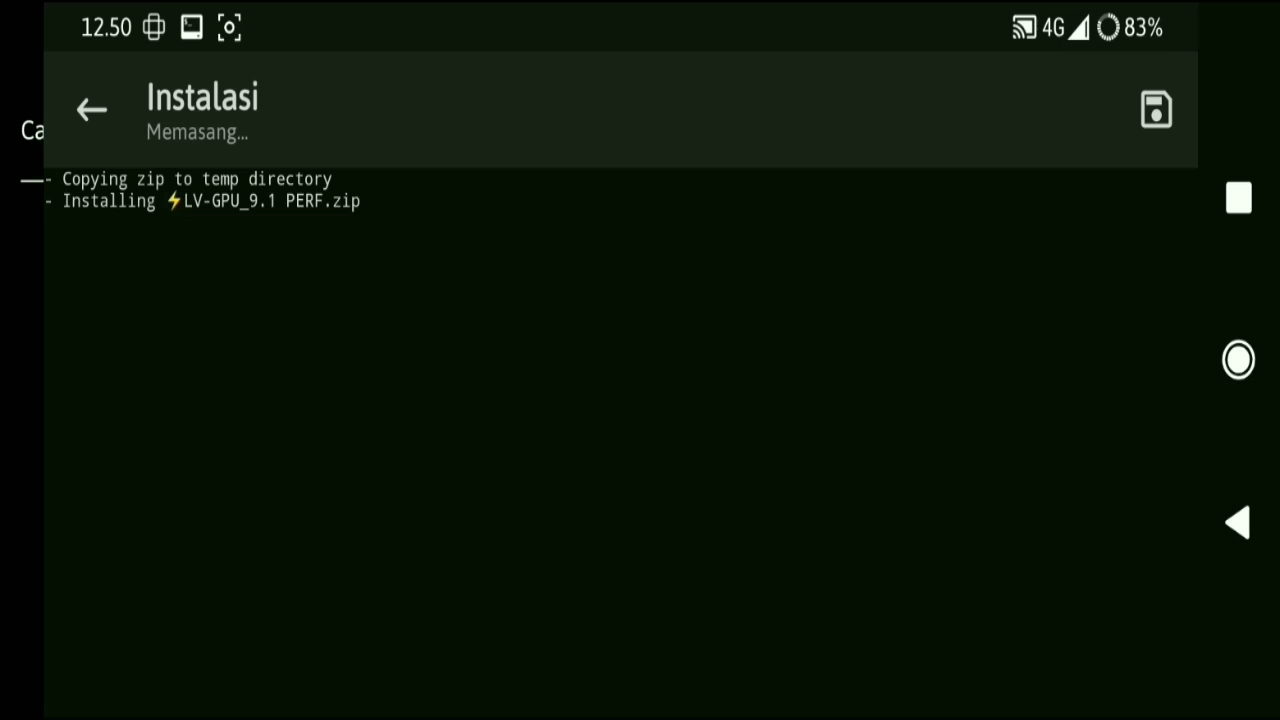 12.50 4G 83%
Instalasi
Memasang...
Ca
- Copying zip to temp directory
- Installing ⚡LV-GPU_9.1 PERF.zip